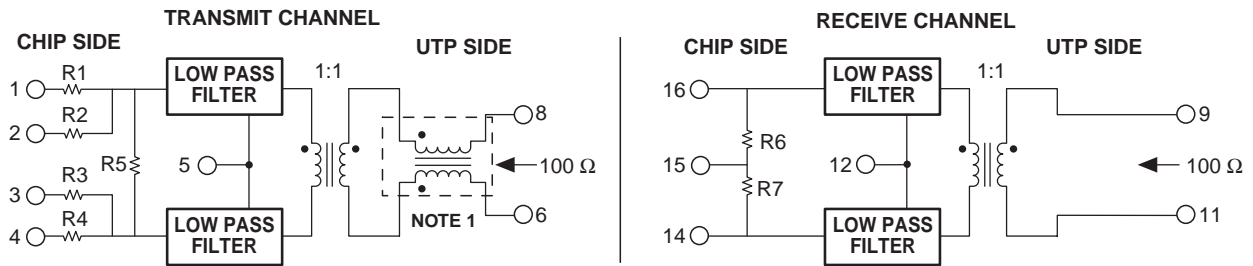 TRANSMIT CHANNEL
CHIP SIDE
UTP SIDE
1
R1
2
R2
3
R3
4
R4
R5
LOW PASS
FILTER
5
LOW PASS
FILTER
1:1
NOTE 1
8
100 Ω
6
RECEIVE CHANNEL
CHIP SIDE
UTP SIDE
16
15
14
R6
R7
LOW PASS
FILTER
12
LOW PASS
FILTER
1:1
9
100 Ω
11